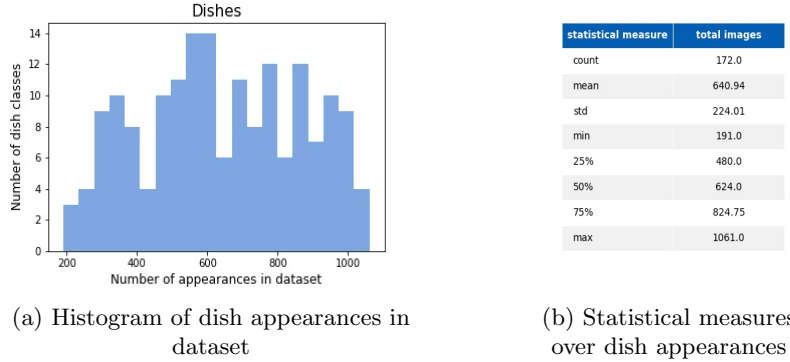 Dishes
14
12
10
8
6
4
2
0
Number of dish classes
200 400 600 800 1000
Number of appearances in dataset
(a) Histogram of dish appearances in
dataset
statistical measure total images
count 172.0
mean 640.94
std 224.01
min 191.0
25% 480.0
50% 624.0
75% 824.75
max 1061.0
(b) Statistical measures
over dish appearances